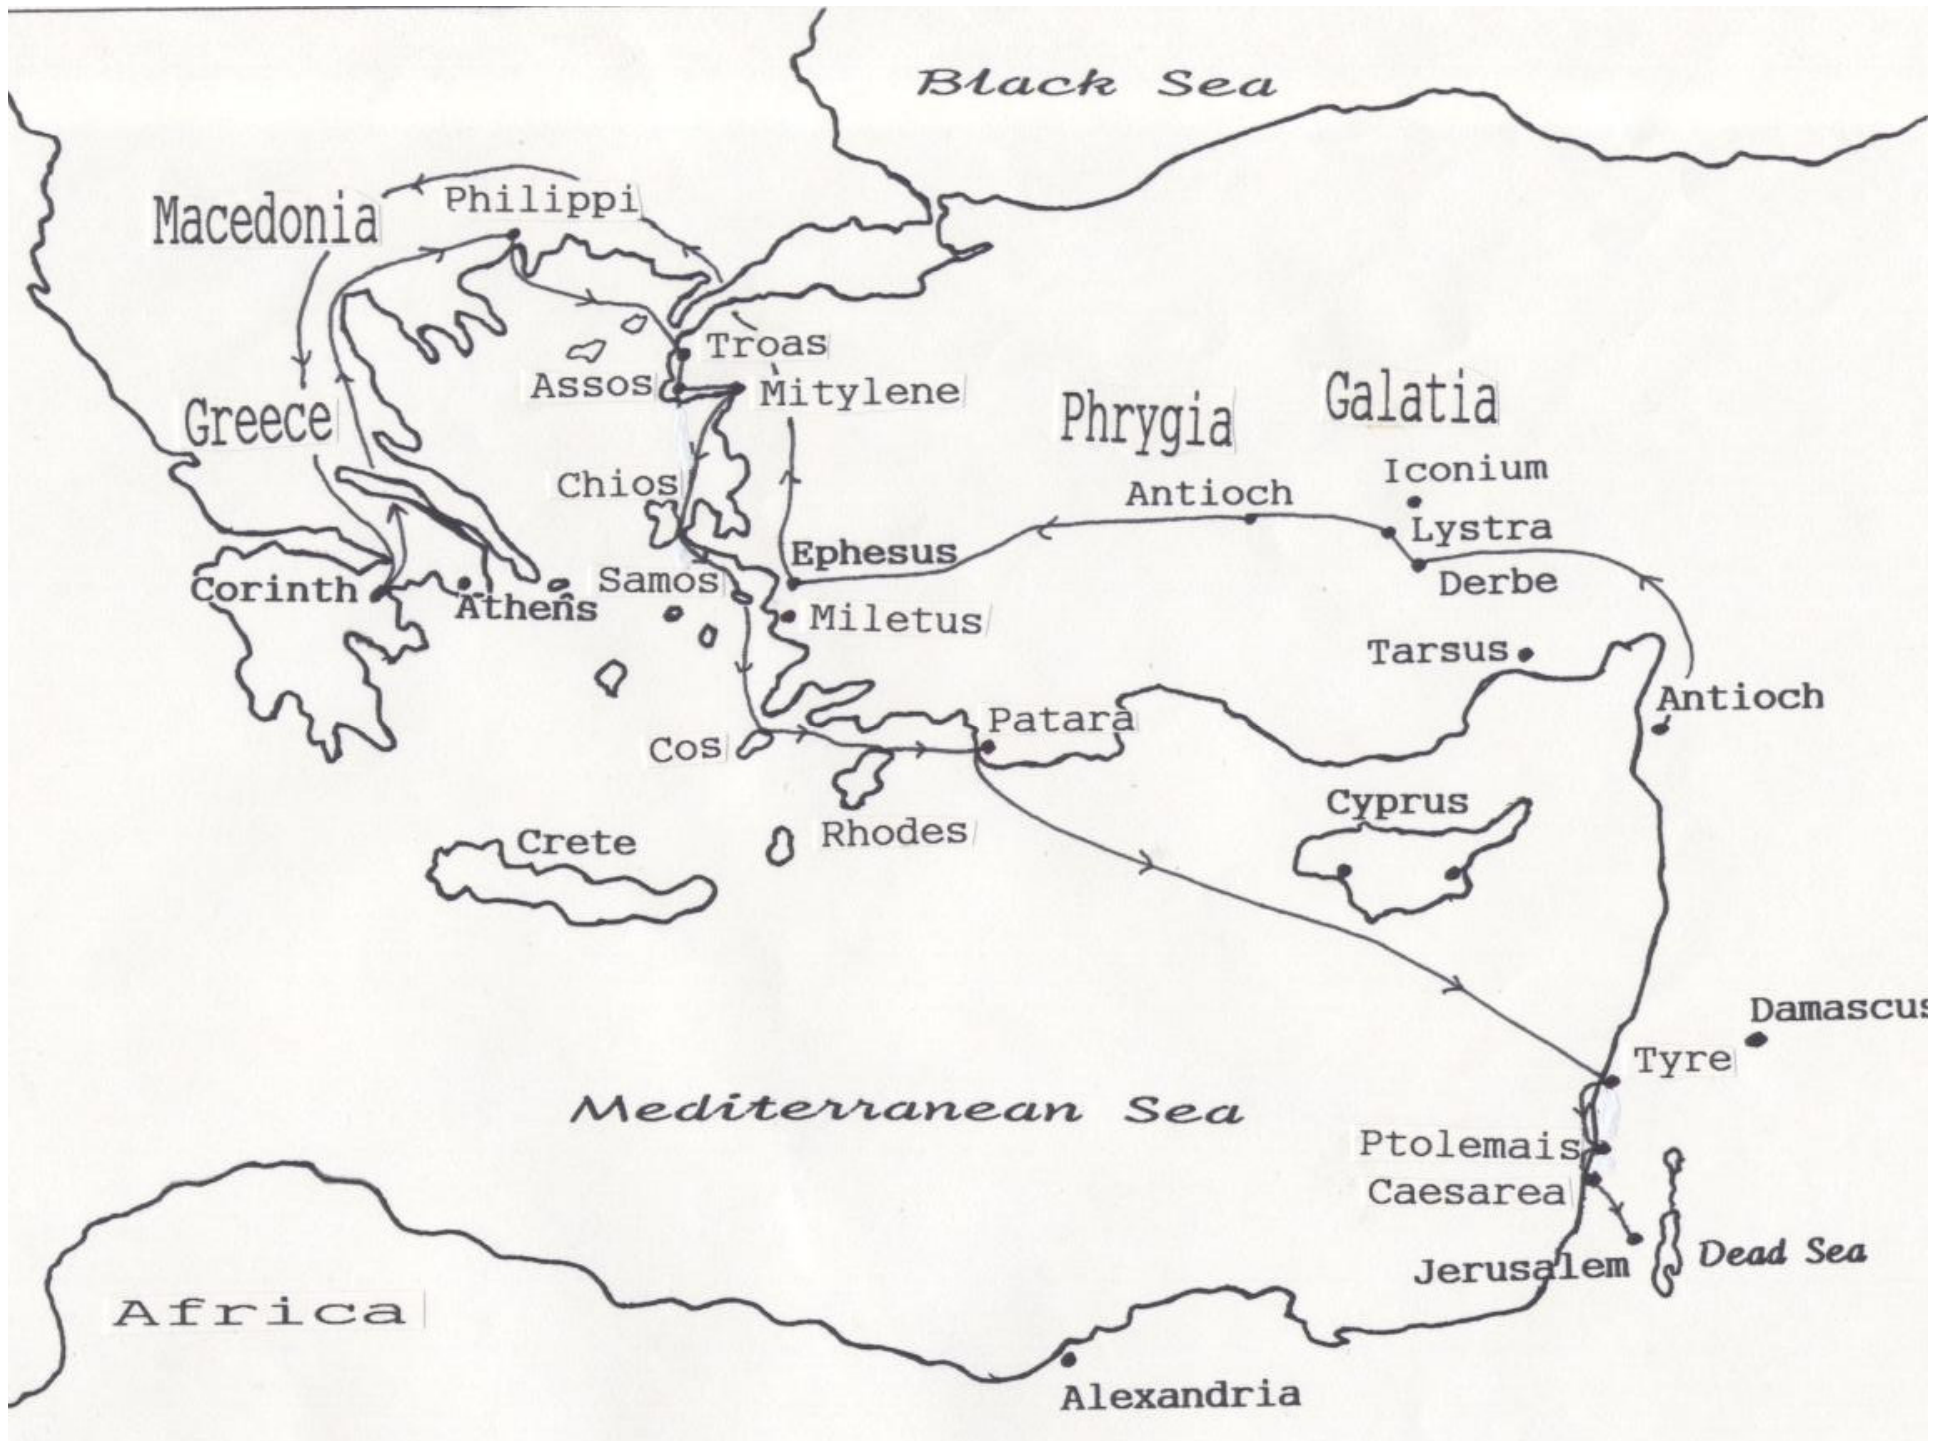 Black Sea
Philippi
Macedonia
Troas
Assos
Mitylene
Greece
Phrygia
Galatia
Iconium
Chios
Antioch
Lystra
Ephesus
Samos
Derbe
Corinth
Athens
Miletus
Tarsus
Antioch
Patara
Cos
Cyprus
Rhodes
Crete
Damascus
Tyre
Mediterranean Sea
Ptolemais
Caesarea
Jerusalem
Dead Sea
Africa
Alexandria